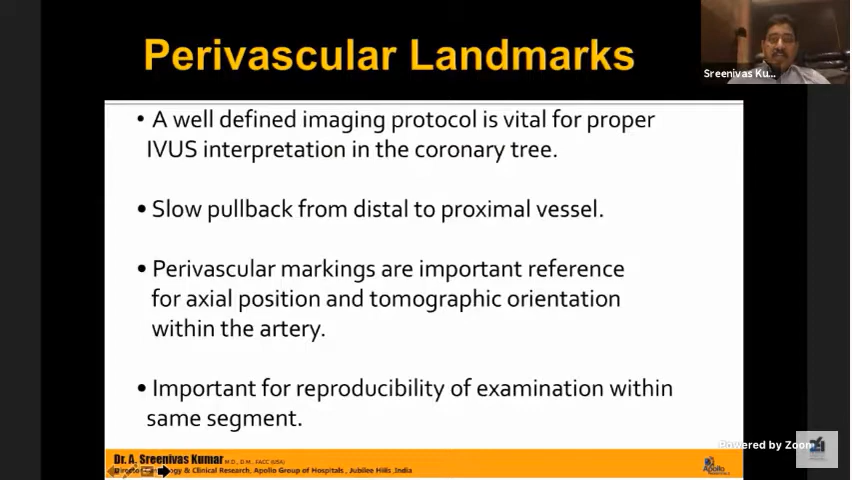 Perivascular Landmarks
Sreenivas Ku...
• A well defined imaging protocol is vital for proper
IVUS interpretation in the coronary tree.
• Slow pullback from distal to proximal vessel.
• Perivascular markings are important reference
for axial position and tomographic orientation
within the artery.
• Important for reproducibility of examination within
same segment.
Powered by Zoom
Dr. A. Sreenivas Kumar M.D., D.M., FACC (USA)
& Clinical Research, Apollo Group of Hospitals, Jubilee Hills ,India
Apollo